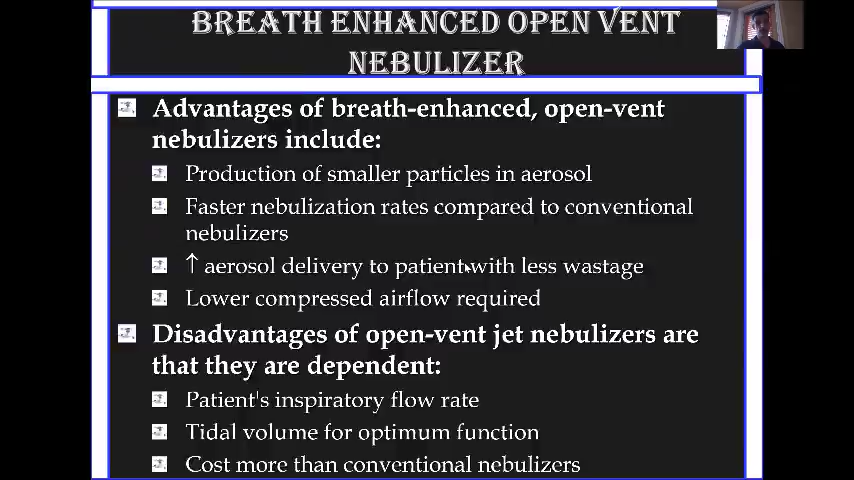 BREATH ENHANCED OPEN VENT
NEBULIZER
Advantages of breath-enhanced, open-vent
nebulizers include:
Production of smaller particles in aerosol
Faster nebulization rates compared to conventional
nebulizers
↑ aerosol delivery to patient with less wastage
Lower compressed airflow required
Disadvantages of open-vent jet nebulizers are
that they are dependent:
Patient's inspiratory flow rate
Tidal volume for optimum function
Cost more than conventional nebulizers